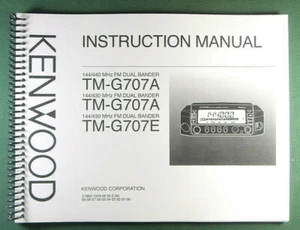 KENWOOD
INSTRUCTION MANUAL
144/440 MHz FM DUAL BANDER
TM-G707A
144/430 MHz FM DUAL BANDER
TM-G707A
144/430 MHz FM DUAL BANDER
TM-G707E
KENWOOD CORPORATION